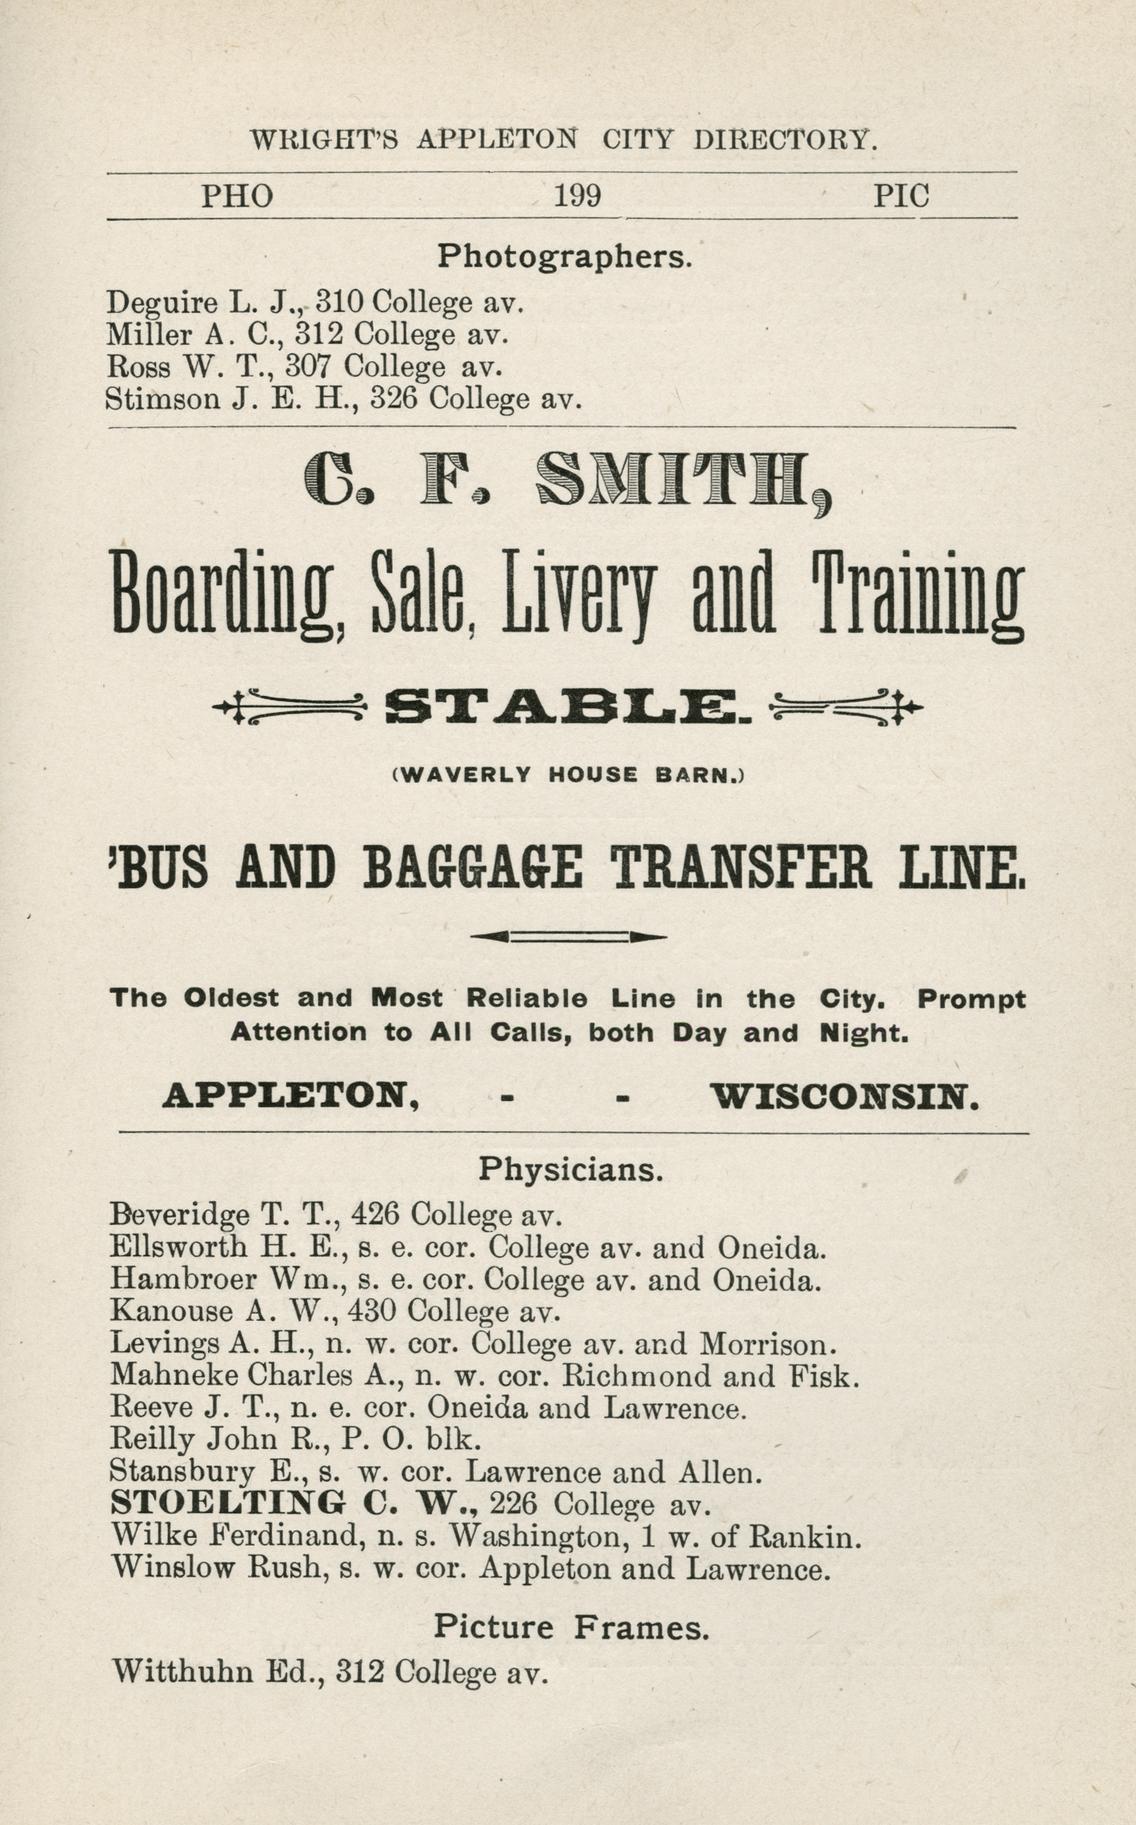 WRIGHT'S APPLETON CITY DIRECTORY.
PHO 199 PIC
Photographers.
Deguire L. J., 310 College av.
Miller A. C., 312 College av.
Ross W. T., 307 College av.
Stimson J. E. H., 326 College av.
C. F. SMITH,
Boarding, Sale, Livery and Training
STABLE.
(WAVERLY HOUSE BARN.)
'BUS AND BAGGAGE TRANSFER LINE.
The Oldest and Most Reliable Line in the City. Prompt
Attention to All Calls, both Day and Night.
APPLETON, - - WISCONSIN.
Physicians.
Beveridge T. T., 426 College av.
Ellsworth H. E., s. e. cor. College av. and Oneida.
Hambroer Wm., s. e. cor. College av. and Oneida.
Kanouse A. W., 430 College av.
Levings A. H., n. w. cor. College av. and Morrison.
Mahneke Charles A., n. w. cor. Richmond and Fisk.
Reeve J. T., n. e. cor. Oneida and Lawrence.
Reilly John R., P. O. blk.
Stansbury E., s. w. cor. Lawrence and Allen.
STOELTING C. W., 226 College av.
Wilke Ferdinand, n. s. Washington, 1 w. of Rankin.
Winslow Rush, s. w. cor. Appleton and Lawrence.
Picture Frames.
Witthuhn Ed., 312 College av.